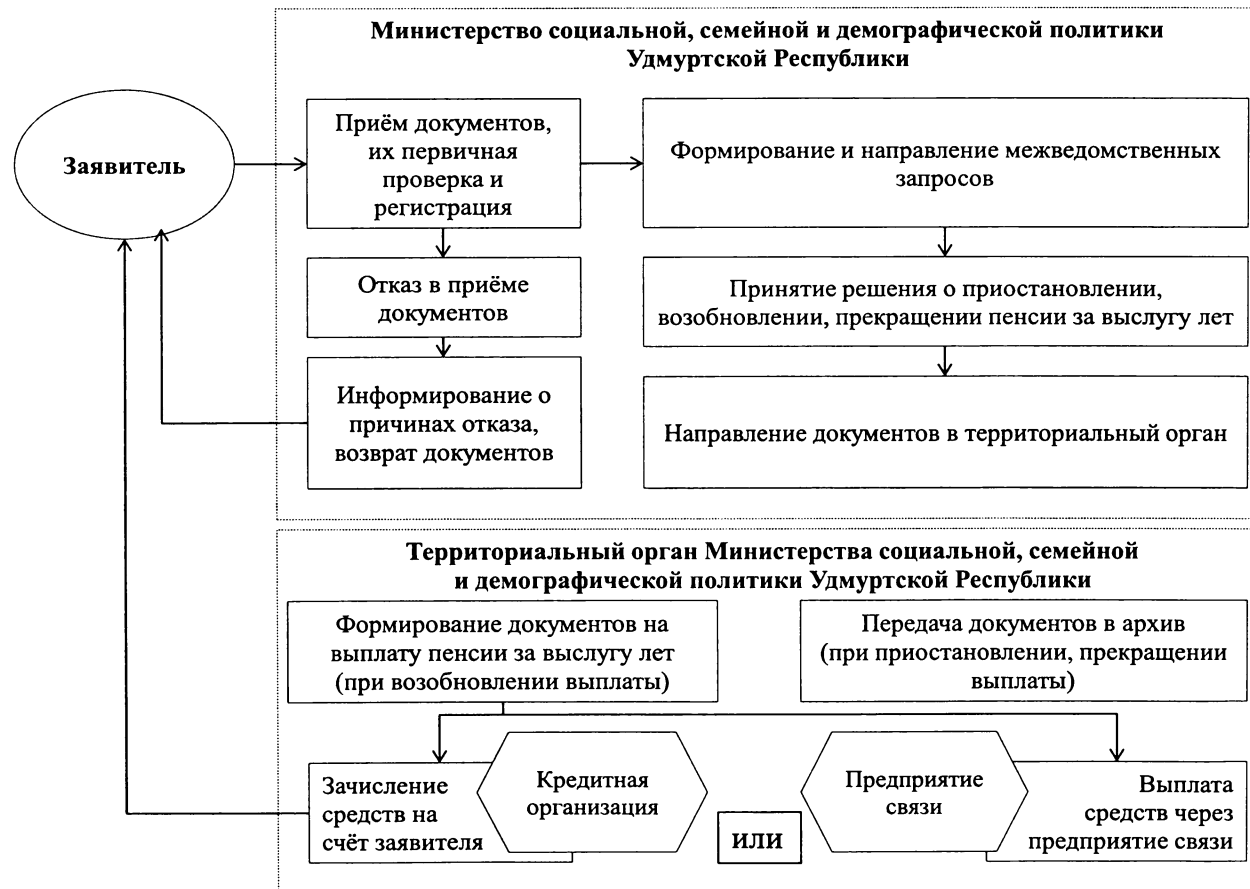 Министерство социальной, семейной и демографической политики
Удмуртской Республики
Заявитель
Приём документов,
их первичная
проверка и
регистрация
Формирование и направление межведомственных
запросов
Отказ в приёме
документов
Принятие решения о приостановлении,
возобновлении, прекращении пенсии за выслугу лет
Информирование о
причинах отказа,
возврат документов
Направление документов в территориальный орган
Территориальный орган Министерства социальной, семейной
и демографической политики Удмуртской Республики
Формирование документов на
выплату пенсии за выслугу лет
(при возобновлении выплаты)
Передача документов в архив
(при приостановлении, прекращении
выплаты)
Зачисление
средств на
счёт заявителя
Кредитная
организация
ИЛИ
Предприятие
связи
Выплата
средств через
предприятие связи